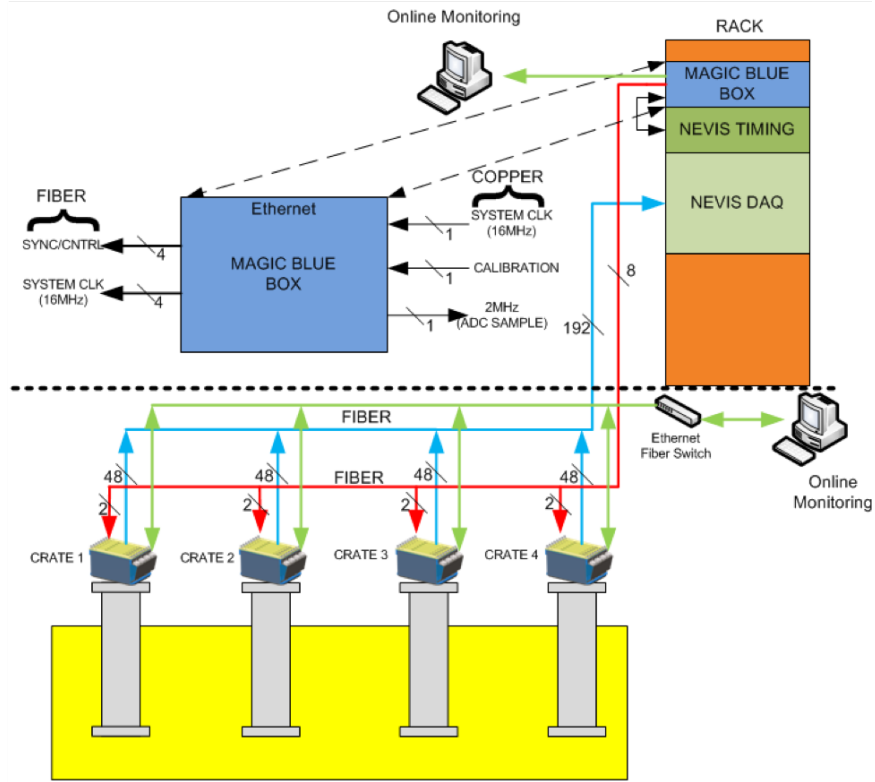 Online Monitoring
RACK
MAGIC BLUE
BOX
NEVIS TIMING
NEVIS DAQ
FIBER
COPPER
Ethernet
MAGIC BLUE
BOX
SYNC/CNTRL
4
SYSTEM CLK
(16MHz)
4
SYSTEM CLK
(16MHz)
1
CALIBRATION
1
2MHz
(ADC SAMPLE)
1
8
192
FIBER
Ethernet
Fiber Switch
Online
Monitoring
48
48
48
48
FIBER
2
2
2
2
CRATE 1
CRATE 2
CRATE 3
CRATE 4